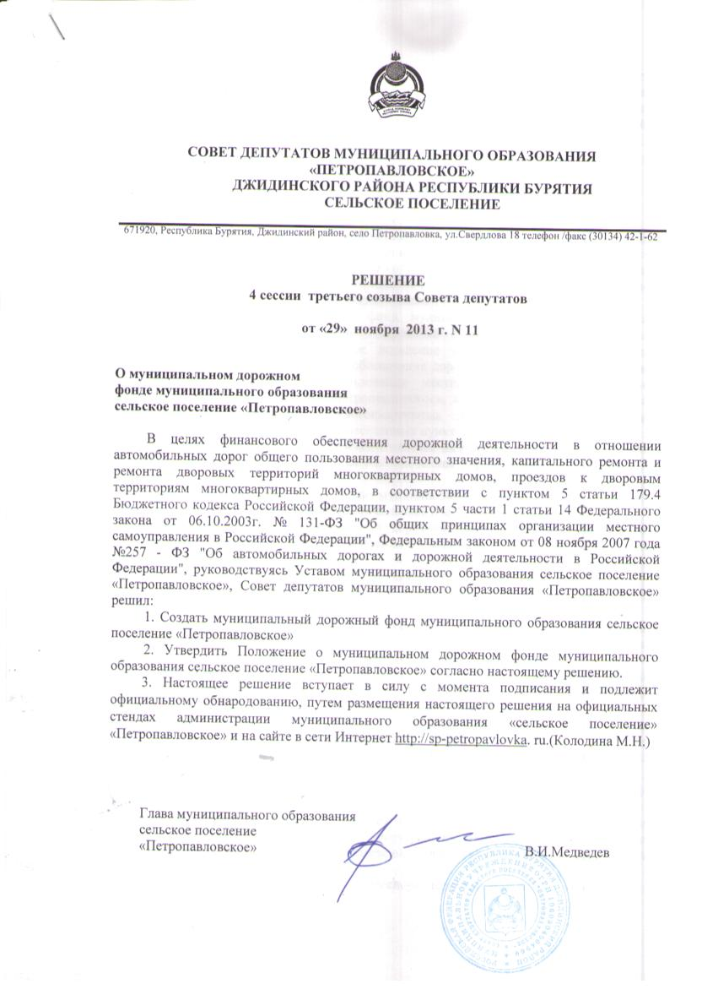 СОВЕТ ДЕПУТАТОВ МУНИЦИПАЛЬНОГО ОБРАЗОВАНИЯ
«ПЕТРОПАВЛОВСКОЕ»
ДЖИДИНСКОГО РАЙОНА РЕСПУБЛИКИ БУРЯТИЯ
СЕЛЬСКОЕ ПОСЕЛЕНИЕ
671920, Республика Бурятия, Джидинский район, село Петропавловка, ул.Свердлова 18 телефон /факс (30134) 42-1-62
РЕШЕНИЕ
4 сессии третьего созыва Совета депутатов
от «29» ноября 2013 г. N 11
О муниципальном дорожном
фонде муниципального образования
сельское поселение «Петропавловское»
В целях финансового обеспечения дорожной деятельности в отношении
автомобильных дорог общего пользования местного значения, капитального ремонта и
ремонта дворовых территорий многоквартирных домов, проездов к дворовым
территориям многоквартирных домов, в соответствии с пунктом 5 статьи 179.4
Бюджетного кодекса Российской Федерации, пунктом 5 части 1 статьи 14 Федерального
закона от 06.10.2003г. № 131-ФЗ "Об общих принципах организации местного
самоуправления в Российской Федерации", Федеральным законом от 08 ноября 2007 года
№257 - ФЗ "Об автомобильных дорогах и дорожной деятельности в Российской
Федерации", руководствуясь Уставом муниципального образования сельское поселение
«Петропавловское», Совет депутатов муниципального образования «Петропавловское»
решил:
1. Создать муниципальный дорожный фонд муниципального образования сельское
поселение «Петропавловское»
2. Утвердить Положение о муниципальном дорожном фонде муниципального
образования сельское поселение «Петропавловское» согласно настоящему решению.
3. Настоящее решение вступает в силу с момента подписания и подлежит
официальному обнародованию, путем размещения настоящего решения на официальных
стендах администрации муниципального образования «сельское поселение»
«Петропавловское» и на сайте в сети Интернет http://sp-petropavlovka. ru.(Колодина М.Н.)
Глава муниципального образования
сельское поселение
«Петропавловское»
В.И.Медведев